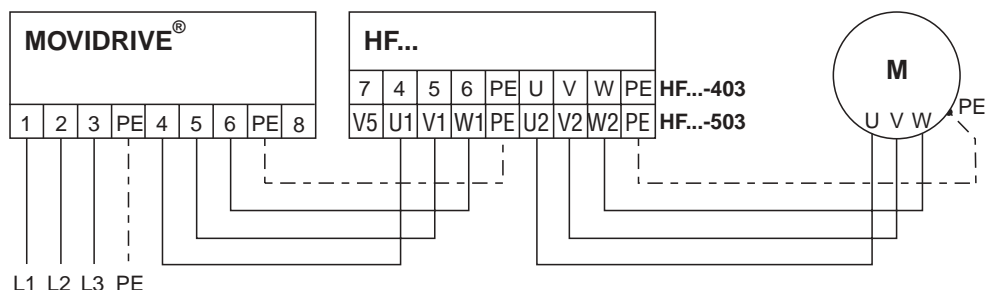 MOVIDRIVE®
1 2 3 PE 4 5 6 PE 8
L1 L2 L3 PE
HF...
7 4 5 6 PE U V W PE HF...-403
V5 U1 V1 W1 PE U2 V2 W2 PE HF...-503
M
U V W PE